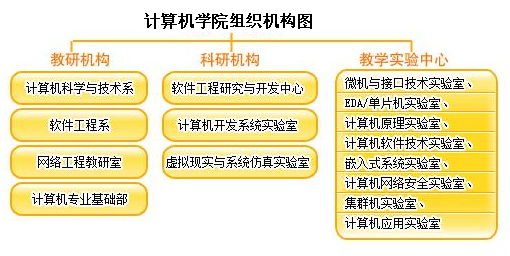 计算机学院组织机构图
教研机构
计算机科学与技术系
软件工程系
网络工程教研室
计算机专业基础部
科研机构
软件工程研究与开发中心
计算机开发系统实验室
虚拟现实与系统仿真实验室
教学实验中心
微机与接口技术实验室、
EDA/单片机实验室、
计算机原理实验室、
计算机软件技术实验室、
嵌入式系统实验室、
计算机网络安全实验室、
集群机实验室、
计算机应用实验室